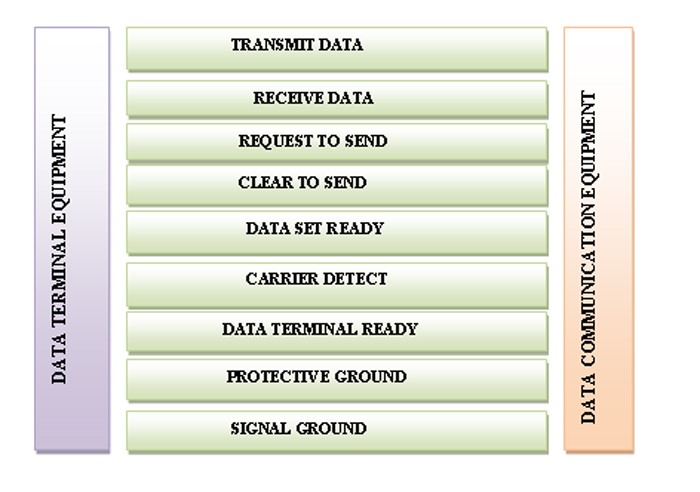 DATA TERMINAL EQUIPMENT
TRANSMIT DATA
RECEIVE DATA
REQUEST TO SEND
CLEAR TO SEND
DATA SET READY
CARRIER DETECT
DATA TERMINAL READY
PROTECTIVE GROUND
SIGNAL GROUND
DATA COMMUNICATION EQUIPMENT